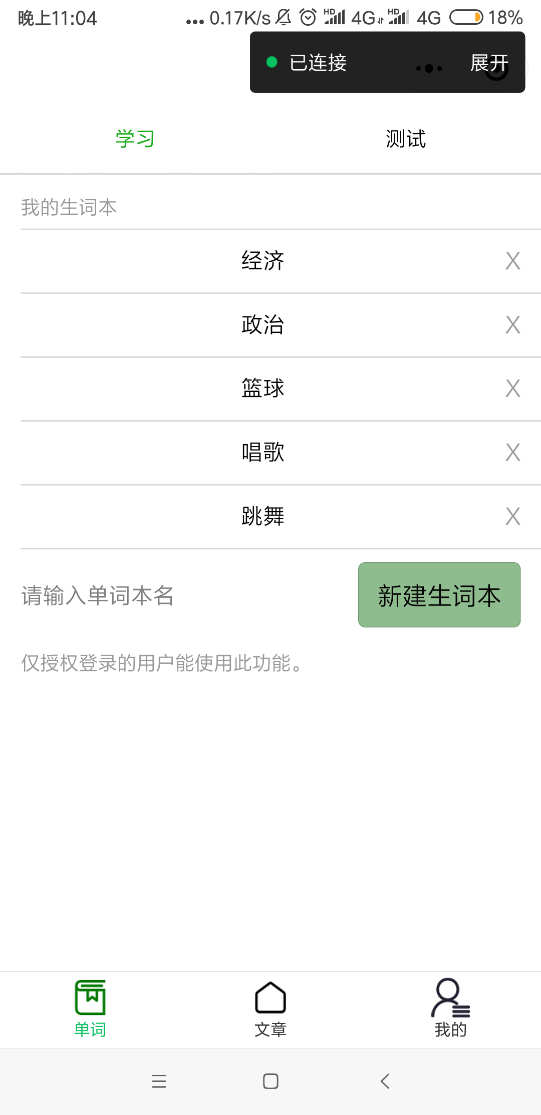 晚上11:04 ... 0.17K/s HD 4G HD 4G 18%
已连接 展开
学习 测试
我的生词本
经济 X
政治 X
篮球 X
唱歌 X
跳舞 X
请输入单词本名 新建生词本
仅授权登录的用户能使用此功能。
单词 文章 我的